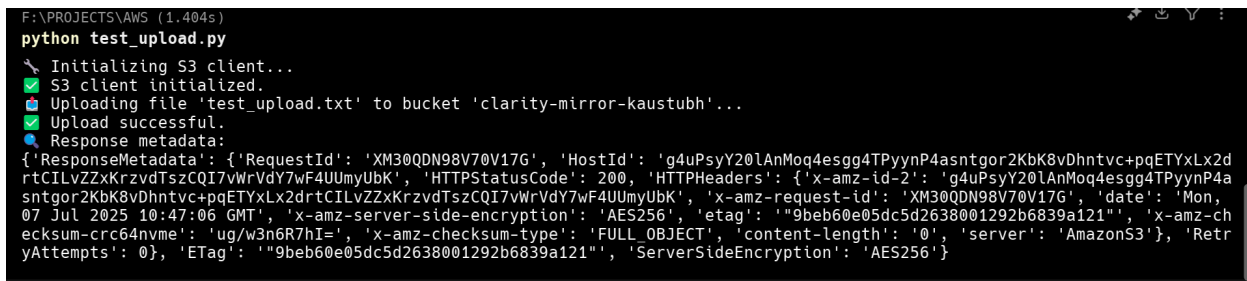 F:\PROJECTS\AWS (1.404s)
python test_upload.py
🔧 Initializing S3 client...
✅ S3 client initialized.
📤 Uploading file 'test_upload.txt' to bucket 'clarity-mirror-kaustubh'...
✅ Upload successful.
🔍 Response metadata:
{'ResponseMetadata': {'RequestId': 'XM30QDN98V70V17G', 'HostId': 'g4uPsyY20lAnMoq4esgg4TPyynP4asntgor2KbK8vDhntvc+pqETYxLx2d
rtCILvZZxKrzvdTszCQI7vWrVdY7wF4UUmyUbK', 'HTTPStatusCode': 200, 'HTTPHeaders': {'x-amz-id-2': 'g4uPsyY20lAnMoq4esgg4TPyynP4a
sntgor2KbK8vDhntvc+pqETYxLx2drtCILvZZxKrzvdTszCQI7vWrVdY7wF4UUmyUbK', 'x-amz-request-id': 'XM30QDN98V70V17G', 'date': 'Mon,
07 Jul 2025 10:47:06 GMT', 'x-amz-server-side-encryption': 'AES256', 'etag': '"9beb60e05dc5d2638001292b6839a121"', 'x-amz-ch
ecksum-crc64nvme': 'ug/w3n6R7hI=', 'x-amz-checksum-type': 'FULL_OBJECT', 'content-length': '0', 'server': 'AmazonS3'}, 'Retr
yAttempts': 0}, 'ETag': '"9beb60e05dc5d2638001292b6839a121"', 'ServerSideEncryption': 'AES256'}